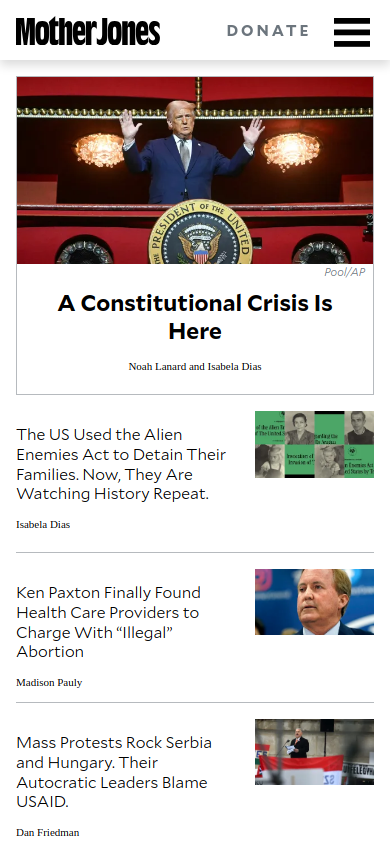 Mother Jones
DONATE
PRESIDENT OF THE UNITED
Pool/AP
A Constitutional Crisis Is
Here
Noah Lanard and Isabela Dias
The US Used the Alien
Enemies Act to Detain Their
Families. Now, They Are
Watching History Repeat.
Isabela Dias
Ken Paxton Finally Found
Health Care Providers to
Charge With “Illegal”
Abortion
Madison Pauly
Mass Protests Rock Serbia
and Hungary. Their
Autocratic Leaders Blame
USAID.
Dan Friedman